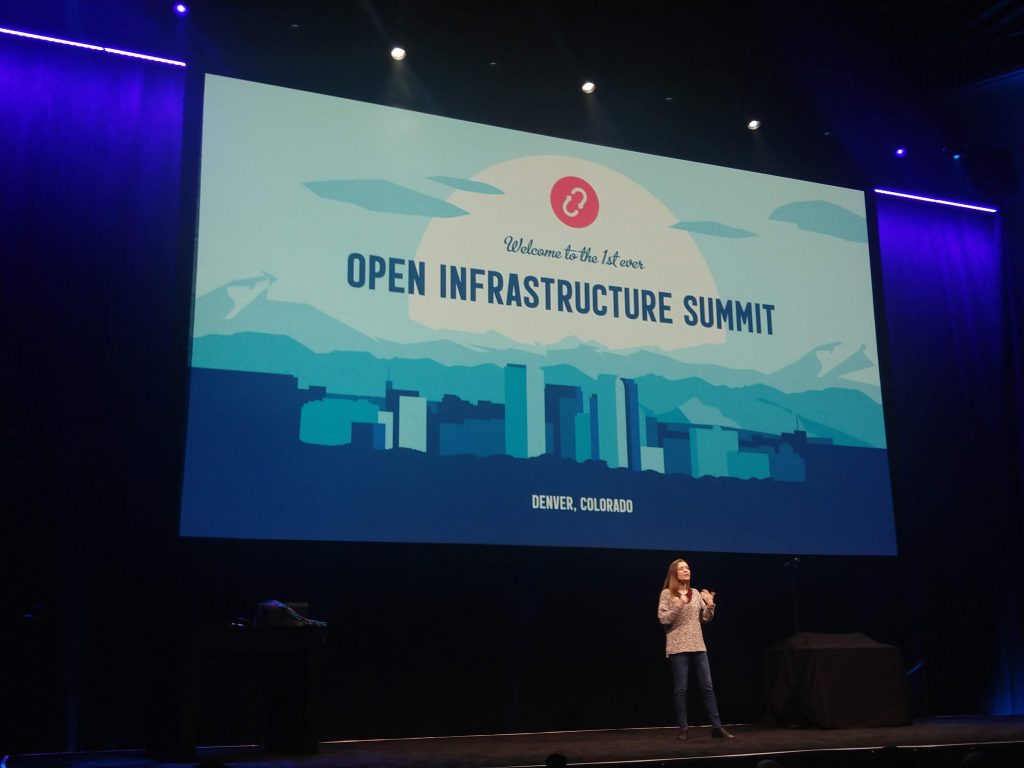 Welcome to the 1st ever
OPEN INFRASTRUCTURE SUMMIT
DENVER, COLORADO